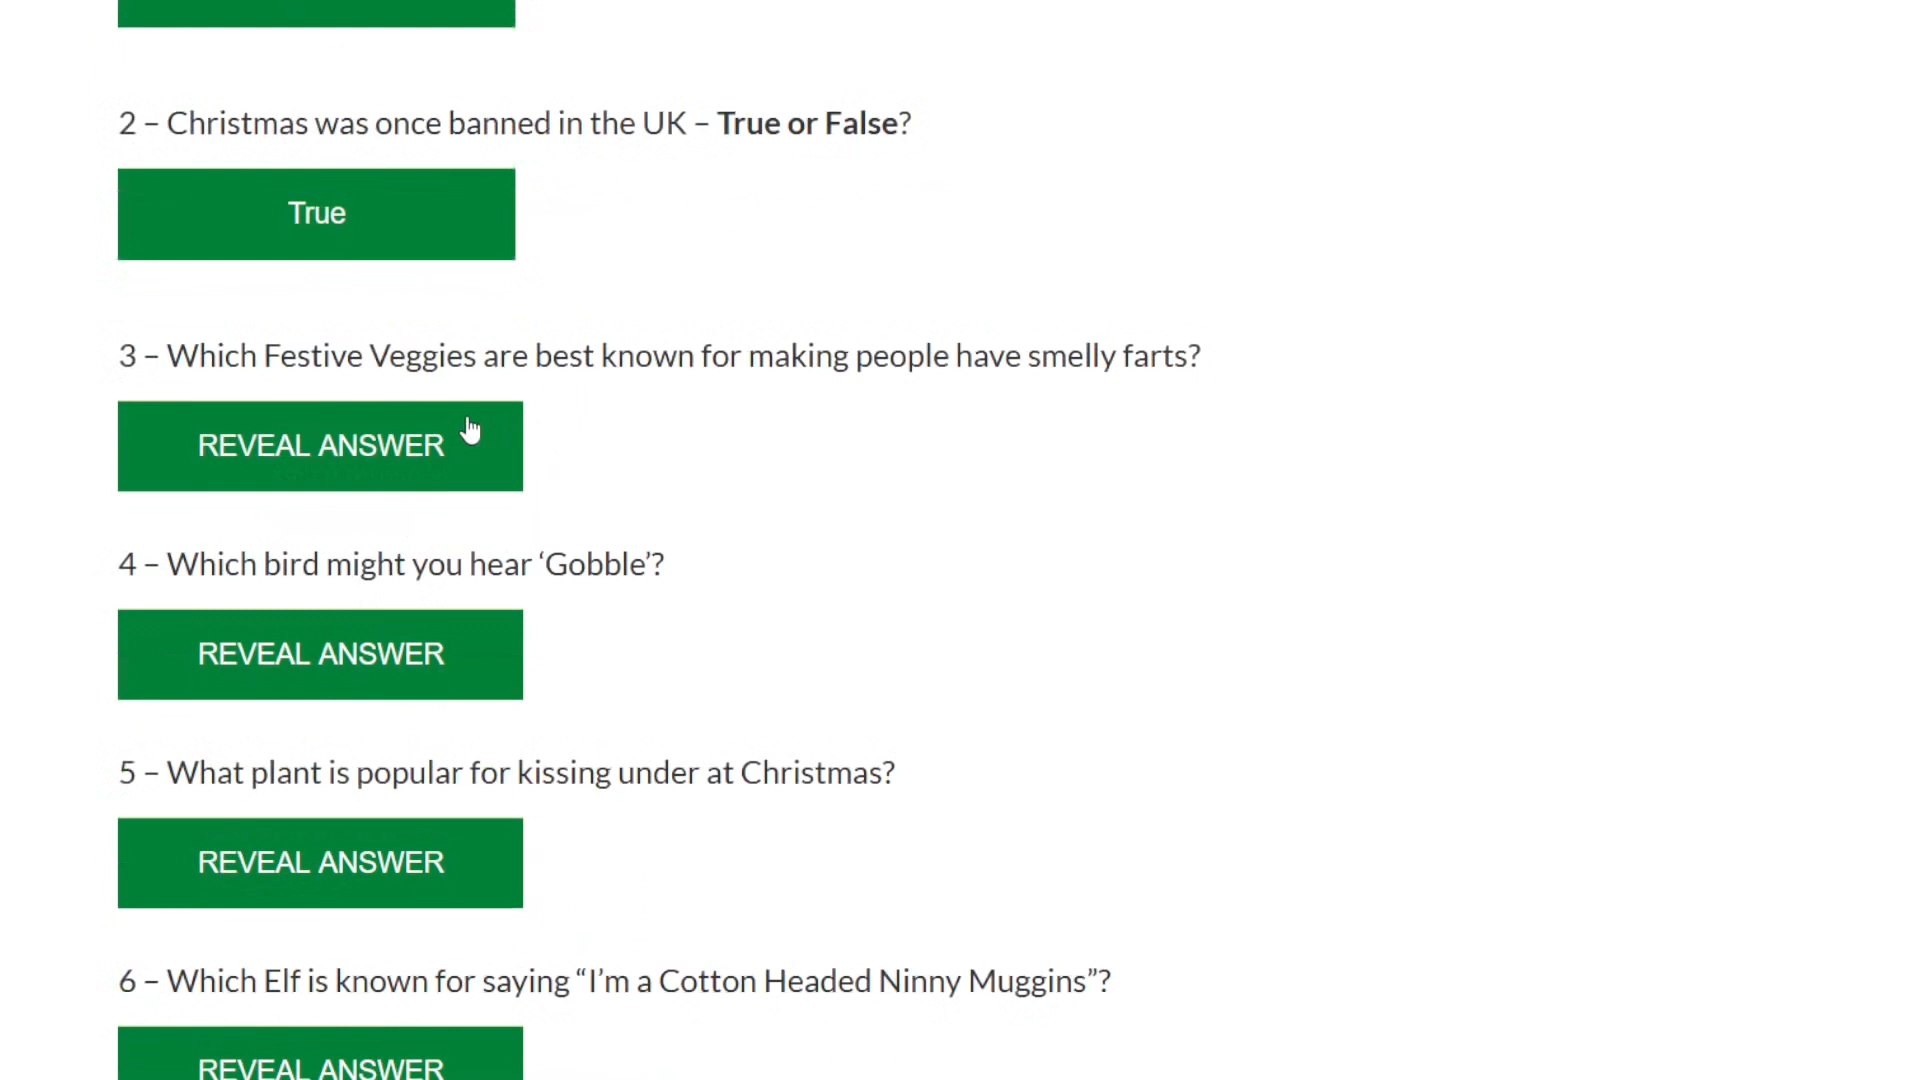 2 – Christmas was once banned in the UK – True or False?
True
3 – Which Festive Veggies are best known for making people have smelly farts?
REVEAL ANSWER
4 – Which bird might you hear ‘Gobble’?
REVEAL ANSWER
5 – What plant is popular for kissing under at Christmas?
REVEAL ANSWER
6 – Which Elf is known for saying “I’m a Cotton Headed Ninny Muggins”?
REVEAL ANSWER